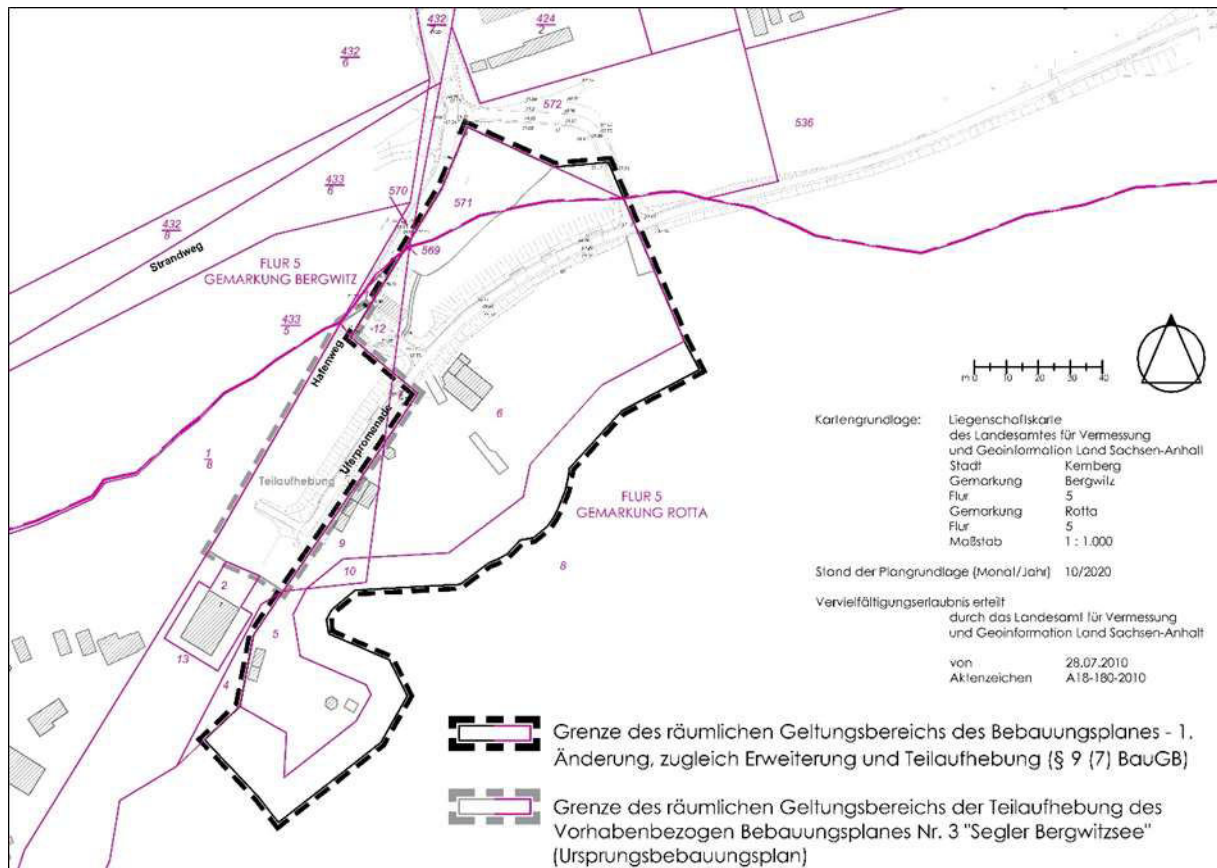 432
7
424
2
432
6
572
536
433
6
570
571
432
8
Strandweg
569
FLUR 5
GEMARKUNG BERGWITZ
433
5
12
Hafenweg
m 0 10 20 30 40
6
Uferpromenade
1
8
Teilaufhebung
FLUR 5
GEMARKUNG ROTTA
9
10
8
2
1
5
13
4
Kartengrundlage: Liegenschaftskarte
des Landesamtes für Vermessung
und Geoinformation Land Sachsen-Anhalt
Stadt Kemberg
Gemarkung Bergwitz
Flur 5
Gemarkung Rotta
Flur 5
Maßstab 1 : 1.000
Stand der Plangrundlage (Monat/Jahr) 10/2020
Vervielfältigungserlaubnis erteilt
durch das Landesamt für Vermessung
und Geoinformation Land Sachsen-Anhalt
von 28.07.2010
Aktenzeichen A18-180-2010
Grenze des räumlichen Geltungsbereichs des Bebauungsplanes - 1.
Änderung, zugleich Erweiterung und Teilaufhebung (§ 9 (7) BauGB)
Grenze des räumlichen Geltungsbereichs der Teilaufhebung des
Vorhabenbezogen Bebauungsplanes Nr. 3 "Segler Bergwitzsee"
(Ursprungsbebauungsplan)